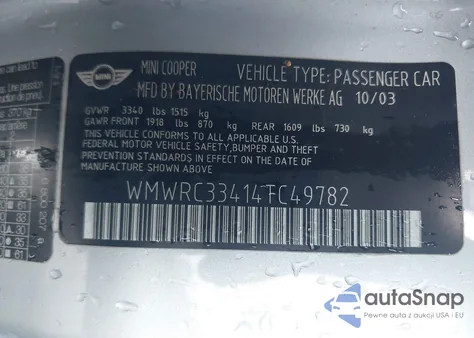 MINI
MINI COOPER
VEHICLE TYPE: PASSENGER CAR
MFD BY BAYERISCHE MOTOREN WERKE AG 10/03
GVWR 3340 lbs 1515 kg
GAWR FRONT 1918 lbs 870 kg REAR 1609 lbs 730 kg
THIS VEHICLE CONFORMS TO ALL APPLICABLE U.S.
FEDERAL MOTOR VEHICLE SAFETY,BUMPER AND THEFT
PREVENTION STANDARDS IN EFFECT ON THE DATE OF
MANUFACTURE SHOWN ABOVE.
WMWRC33414TC49782
autoSnap
Pewne auta z aukcji USA i EU